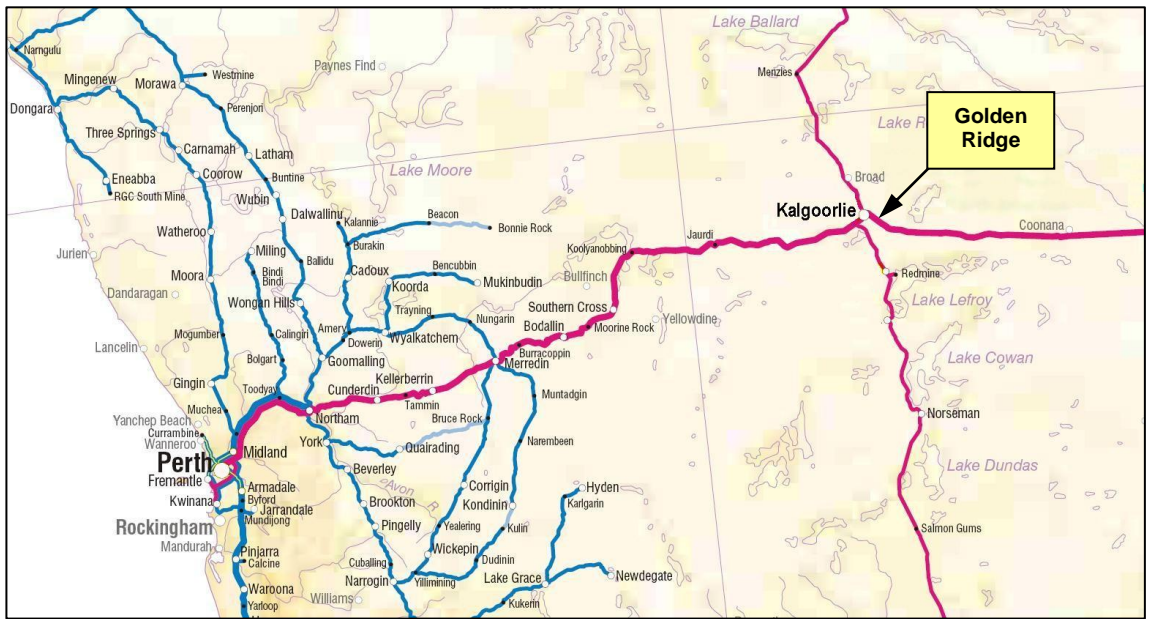 Lake Ballard
Narngulu
Paynes Find
Menzies
Westmine
Mingenew
Morawa
Dongara
Perenjori
Golden
Ridge
Lake R
Three Springs
Carnamah
Latham
Lake Moore
Coorow
Buntine
Eneabba
RGC South Mine
Broad
Wubin
Kalgoorlie
Dalwallinu
Kalannie
Beacon
Bonnie Rock
Coonana
Watheroo
Jaurdi
Burakin
Koolyanobbing
Jurien
Miling
Ballidu
Moora
Bindi
Bindi
Cadoux
Bencubbin
Koorda
Mukinbudin
Bullfinch
Redmine
Dandaragan
Wongan Hills
Lake Lefroy
Trayning
Southern Cross
Nungarin
Yellowdine
Mogumber
Calingiri
Amery
Wyalkatchem
Bodallin
Moorine Rock
Dowerin
Lancelin
Burracoppin
Bolgart
Goomalling
Merredin
Lake Cowan
Gingin
Toodyay
Kellerberrin
Cunderdin
Muntadgin
Tammin
Muchea
Northam
Bruce Rock
Norseman
Yanchep Beach
Currambine
Wanneroo
York
Quairading
Narembeen
Midland
Perth
Beverley
Lake Dundas
Fremantle
Armadale
Avon
Corrigin
Hyden
Kwinana
Byford
Jarrandale
Brookton
Kondinin
Karlgarin
Rockingham
Mundijong
Pingelly
Yealering
Kulin
Salmon Gums
Mandurah
Pinjarra
Calcine
Wickepin
Cuballing
Dudinin
Narrogin
Yillimining
Lake Grace
Newdegate
Waroona
Williams
Yarloop
Kukerin